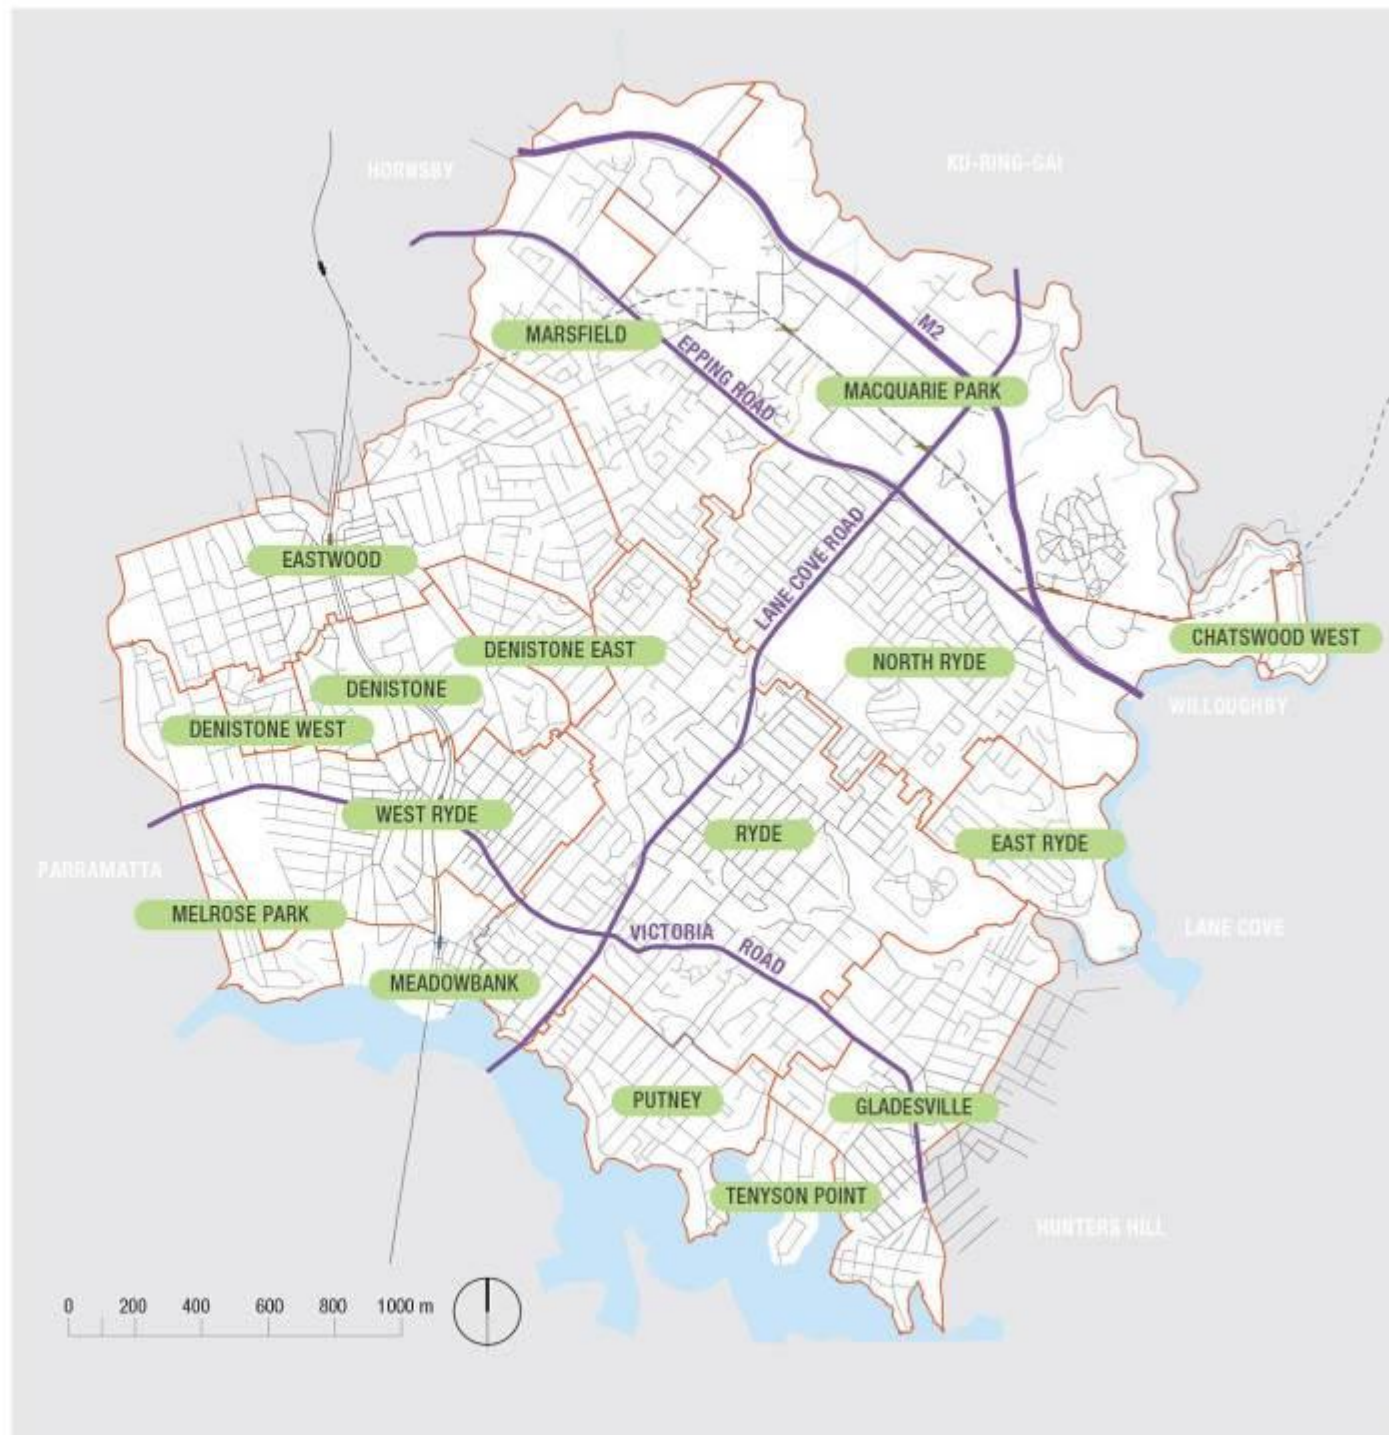 HORNSBY
KU-RING-GAI
MARSFIELD
EPPING ROAD
M2
MACQUARIE PARK
EASTWOOD
LANE COVE ROAD
DENISTONE EAST
CHATSWOOD WEST
NORTH RYDE
DENISTONE
WILLOUGHBY
DENISTONE WEST
WEST RYDE
RYDE
EAST RYDE
PARRAMATTA
MELROSE PARK
LANE COVE
VICTORIA ROAD
MEADOWBANK
PUTNEY
GLADESVILLE
TENYSON POINT
HUNTERS HILL
0 200 400 600 800 1000 m